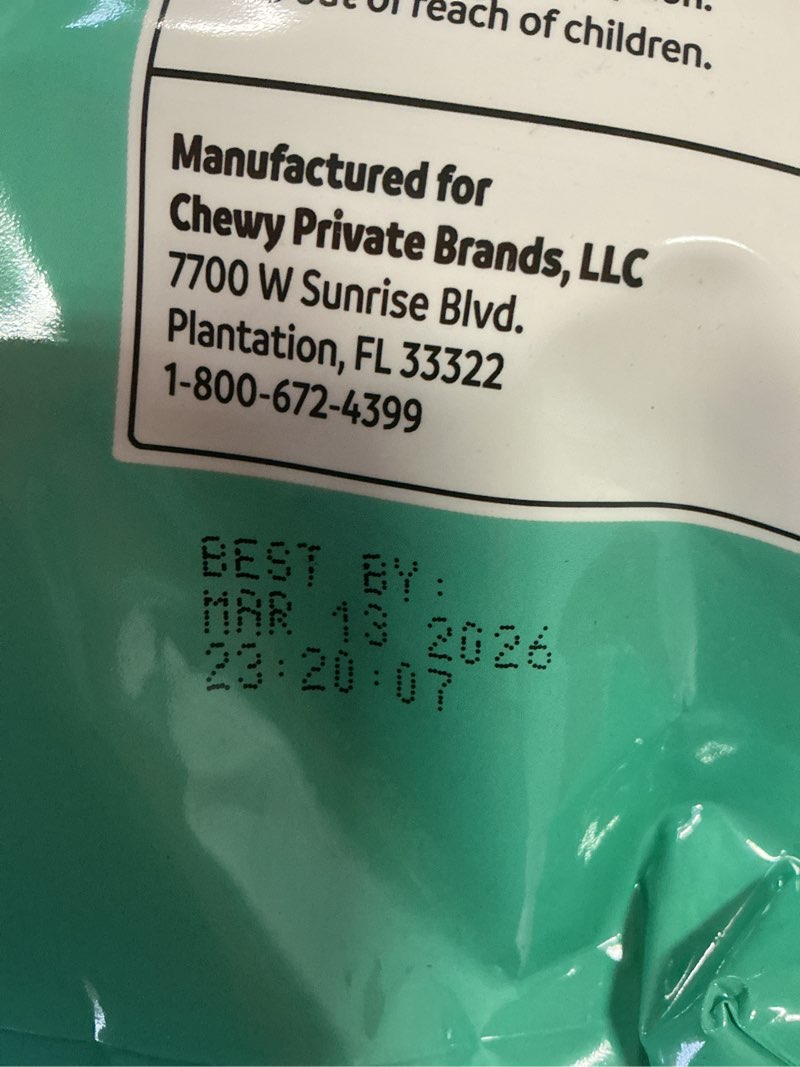 of reach of children.
Manufactured for
Chewy Private Brands, LLC
7700 W Sunrise Blvd.
Plantation, FL 33322
1-800-672-4399
BEST BY:
MAR 13 2026
23:20:07